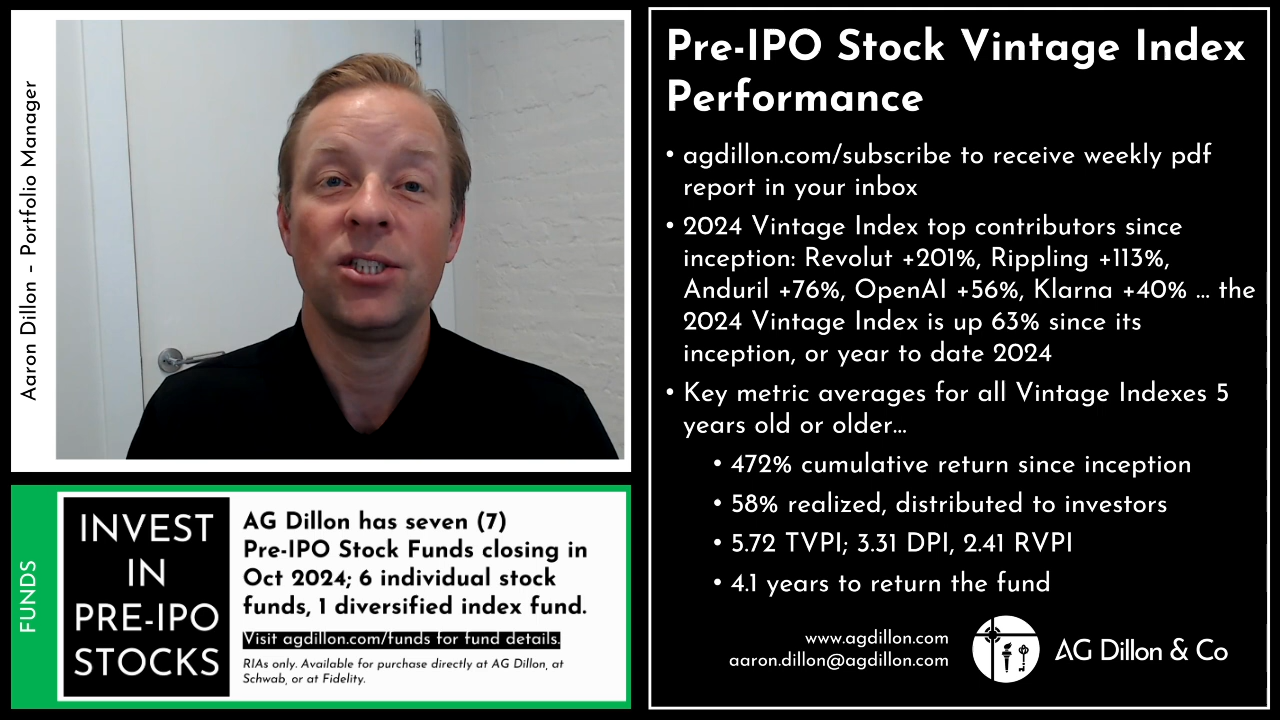 Aaron Dillon – Portfolio Manager
FUNDS
INVEST
IN
PRE-IPO
STOCKS
AG Dillon has seven (7)
Pre-IPO Stock Funds closing in
Oct 2024; 6 individual stock
funds, 1 diversified index fund.
Visit agdillon.com/funds for fund details.
RIAs only. Available for purchase directly at AG Dillon, at
Schwab, or at Fidelity.
Pre-IPO Stock Vintage Index
Performance
• agdillon.com/subscribe to receive weekly pdf
report in your inbox
• 2024 Vintage Index top contributors since
inception: Revolut +201%, Rippling +113%,
Anduril +76%, OpenAI +56%, Klarna +40% … the
2024 Vintage Index is up 63% since its
inception, or year to date 2024
• Key metric averages for all Vintage Indexes 5
years old or older…
• 472% cumulative return since inception
• 58% realized, distributed to investors
• 5.72 TVPI; 3.31 DPI, 2.41 RVPI
• 4.1 years to return the fund
www.agdillon.com
aaron.dillon@agdillon.com
AG Dillon & Co